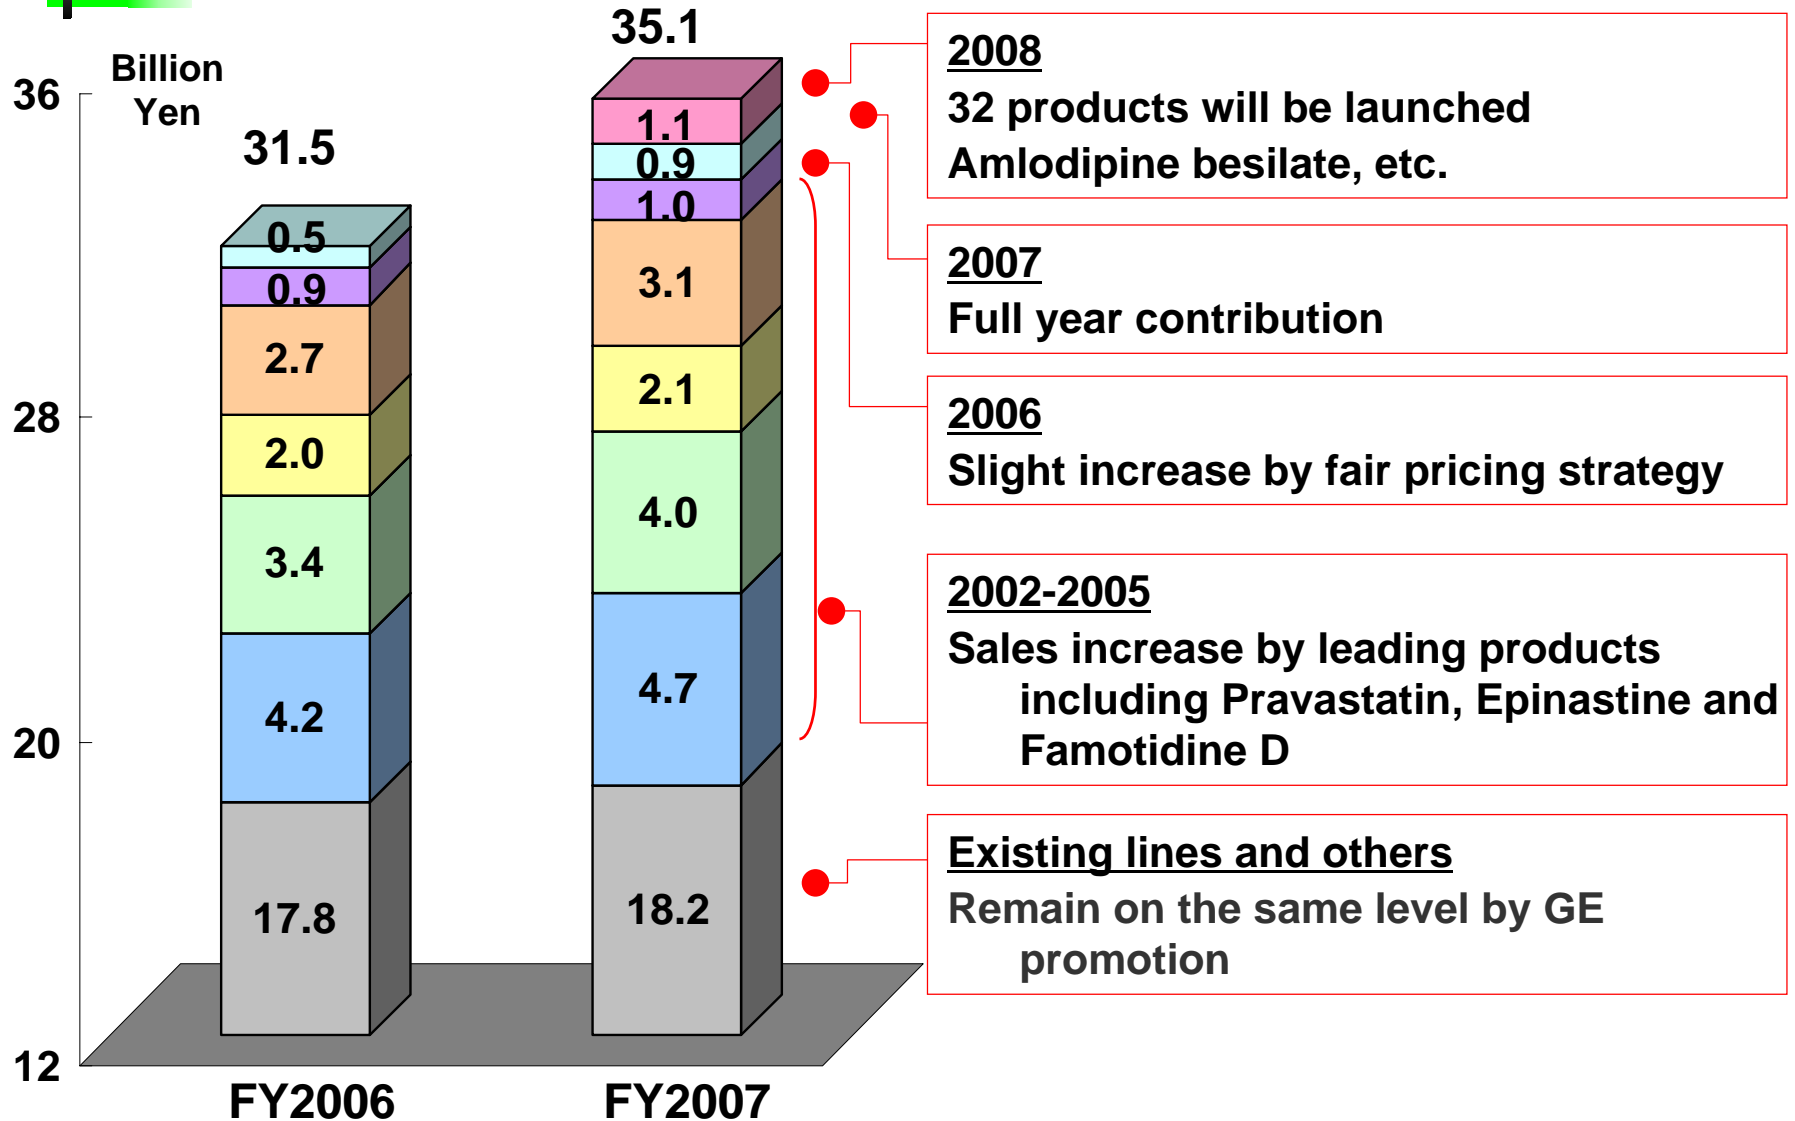 Billion
Yen
36
28
20
12
31.5
0.5
0.9
2.7
2.0
3.4
4.2
17.8
FY2006
35.1
1.1
0.9
1.0
3.1
2.1
4.0
4.7
18.2
FY2007
2008
32 products will be launched
Amlodipine besilate, etc.
2007
Full year contribution
2006
Slight increase by fair pricing strategy
2002-2005
Sales increase by leading products
including Pravastatin, Epinastine and
Famotidine D
Existing lines and others
Remain on the same level by GE
promotion